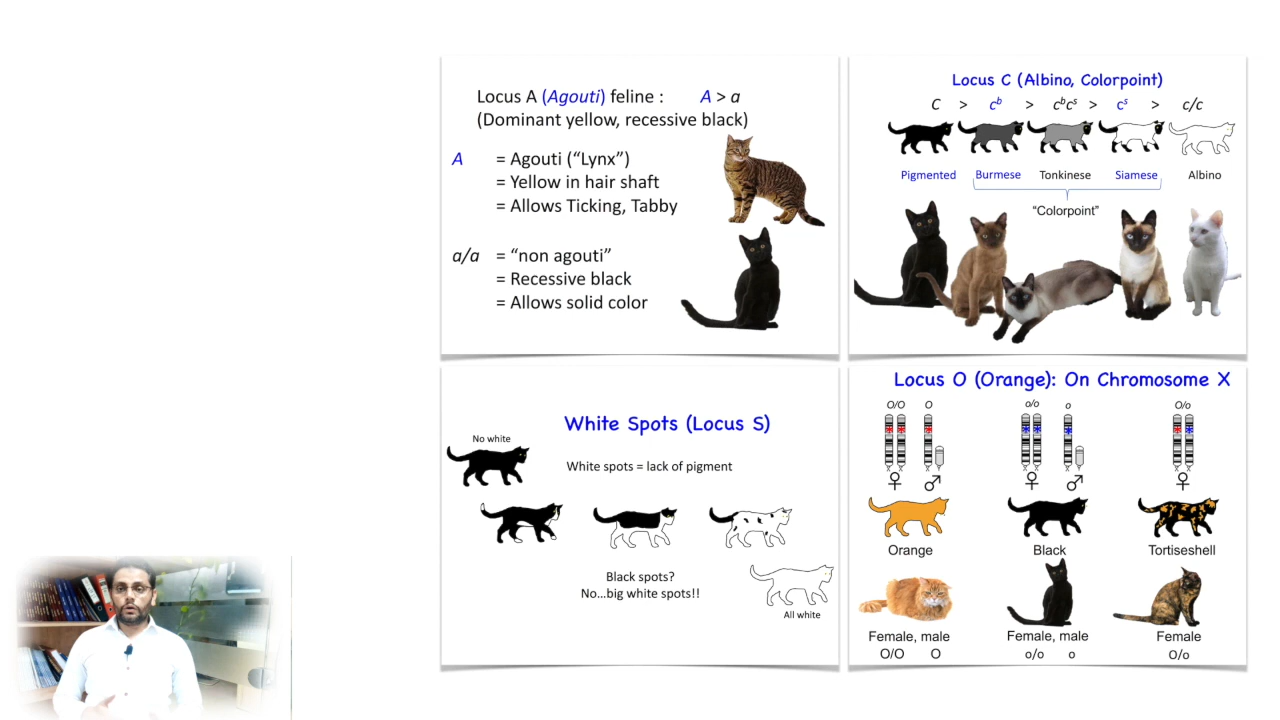 Locus A (Agouti) feline : A > a
(Dominant yellow, recessive black)
A = Agouti (“Lynx”)
= Yellow in hair shaft
= Allows Ticking, Tabby
a/a = “non agouti”
= Recessive black
= Allows solid color
Locus C (Albino, Colorpoint)
C > cᵇ > cᵇcˢ > cˢ > c/c
Pigmented Burmese Tonkinese Siamese Albino
“Colorpoint”
White Spots (Locus S)
No white
White spots = lack of pigment
Black spots?
No...big white spots!!
All white
Locus O (Orange): On Chromosome X
O/O O o/o o O/o
♀ ♂ ♀ ♂ ♀
Orange Black Tortiseshell
Female, male Female, male Female
O/O O o/o o O/o